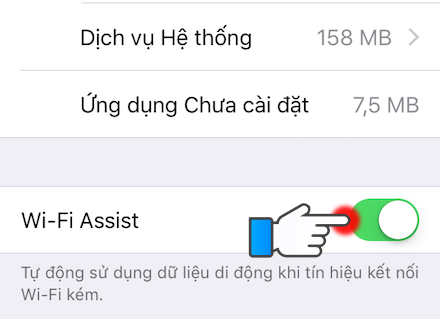 Dịch vụ Hệ thống 158 MB
Ứng dụng Chưa cài đặt 7,5 MB
Wi-Fi Assist
Tự động sử dụng dữ liệu di động khi tín hiệu kết nối
Wi-Fi kém.